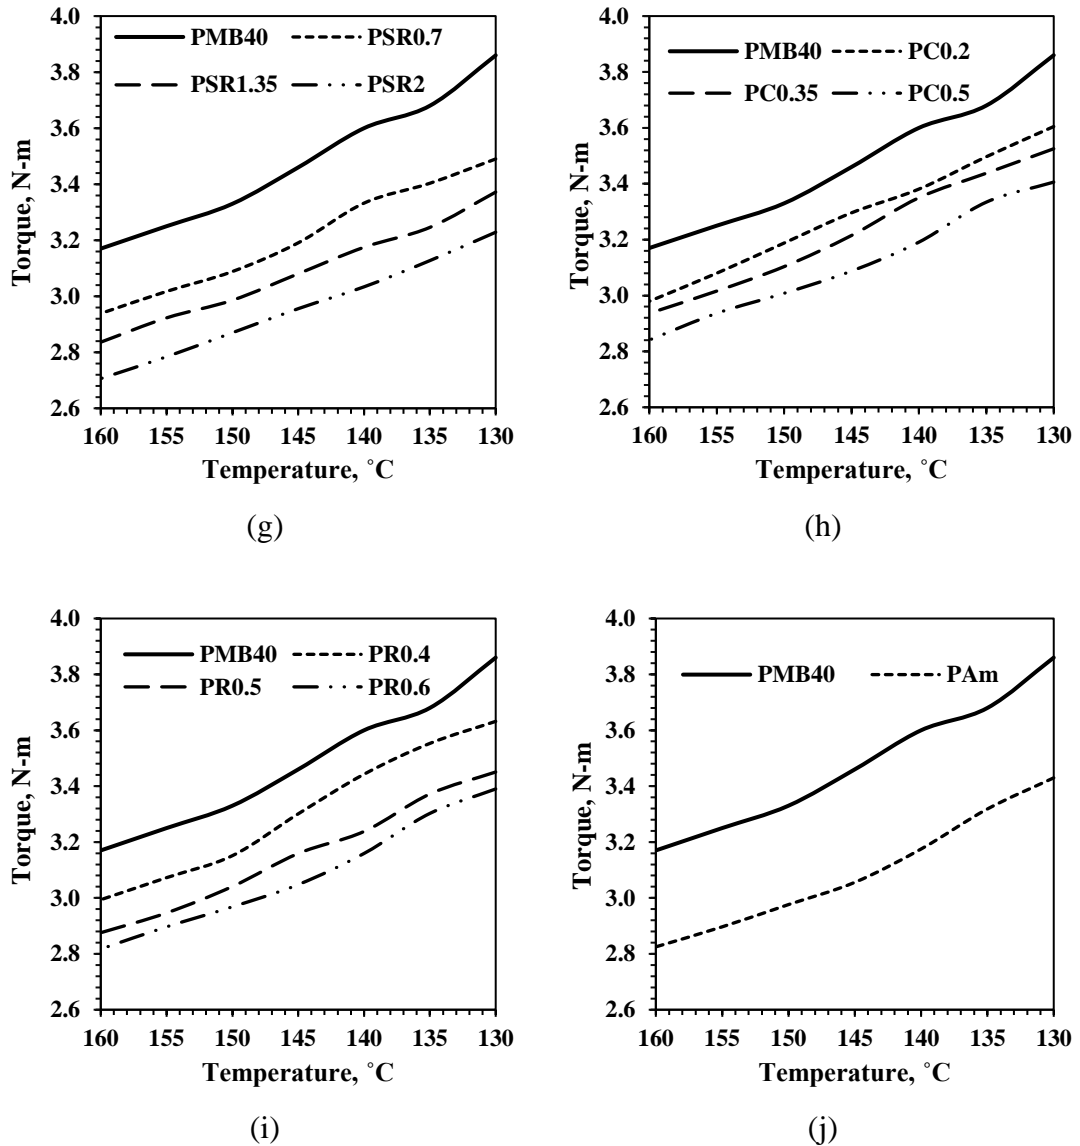 4.0
3.8
3.6
3.4
3.2
3.0
2.8
2.6
Torque, N-m
PMB40 PSR0.7
PSR1.35 PSR2
160 155 150 145 140 135 130
Temperature, ˚C
(g)
4.0
3.8
3.6
3.4
3.2
3.0
2.8
2.6
Torque, N-m
PMB40 PC0.2
PC0.35 PC0.5
160 155 150 145 140 135 130
Temperature, ˚C
(h)
4.0
3.8
3.6
3.4
3.2
3.0
2.8
2.6
Torque, N-m
PMB40 PR0.4
PR0.5 PR0.6
160 155 150 145 140 135 130
Temperature, ˚C
(i)
4.0
3.8
3.6
3.4
3.2
3.0
2.8
2.6
Torque, N-m
PMB40 PAm
160 155 150 145 140 135 130
Temperature, ˚C
(j)